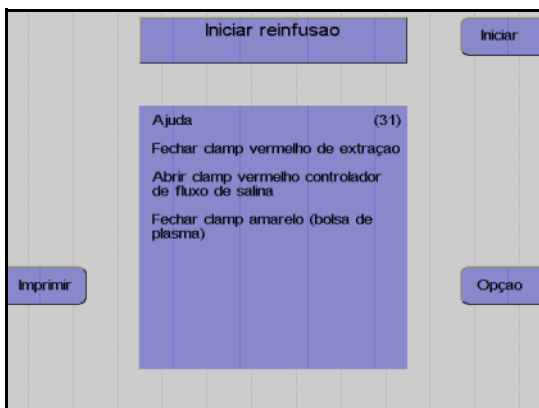 Iniciar reinfusao
Iniciar
Ajuda (31)
Fechar clamp vermelho de extraçao
Abrir clamp vermelho controlador
de fluxo de salina
Fechar clamp amarelo (bolsa de
plasma)
Imprimir
Opçao